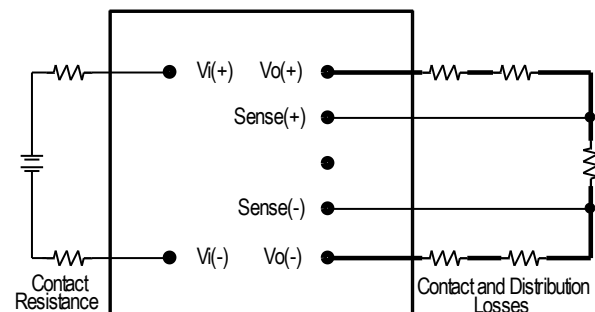 Vi(+) Vo(+)
Sense(+)
Sense(-)
Vi(-) Vo(-)
Contact
Resistance
Contact and Distribution
Losses